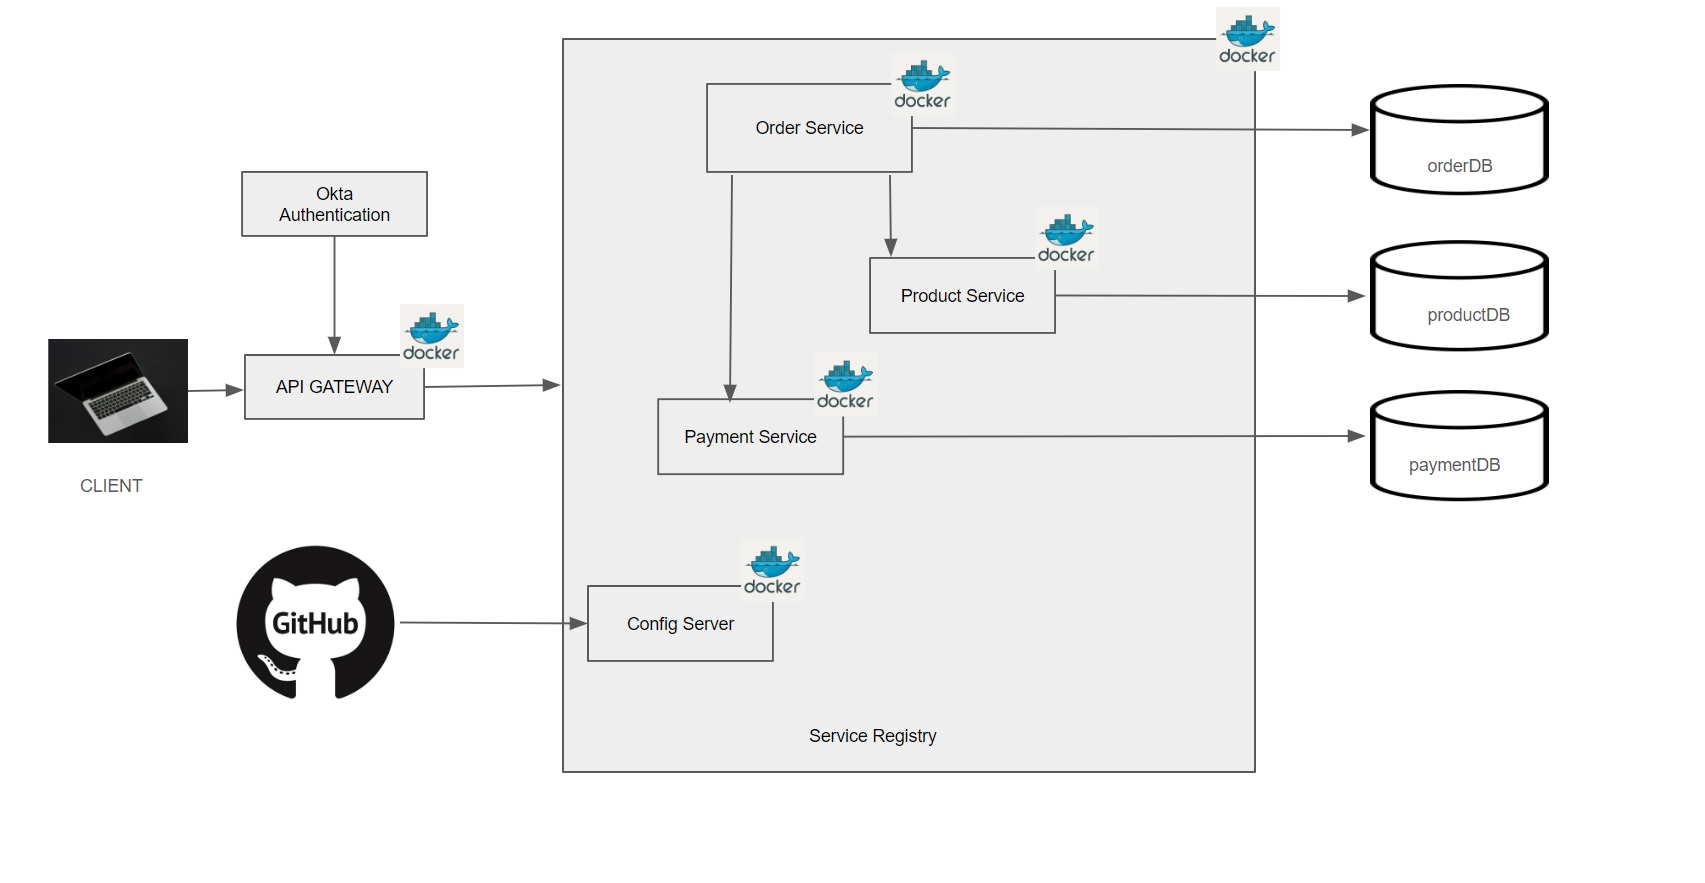 docker
docker
Order Service
orderDB
Okta
Authentication
docker
Product Service
productDB
docker
API GATEWAY
docker
Payment Service
paymentDB
CLIENT
GitHub
docker
Config Server
Service Registry